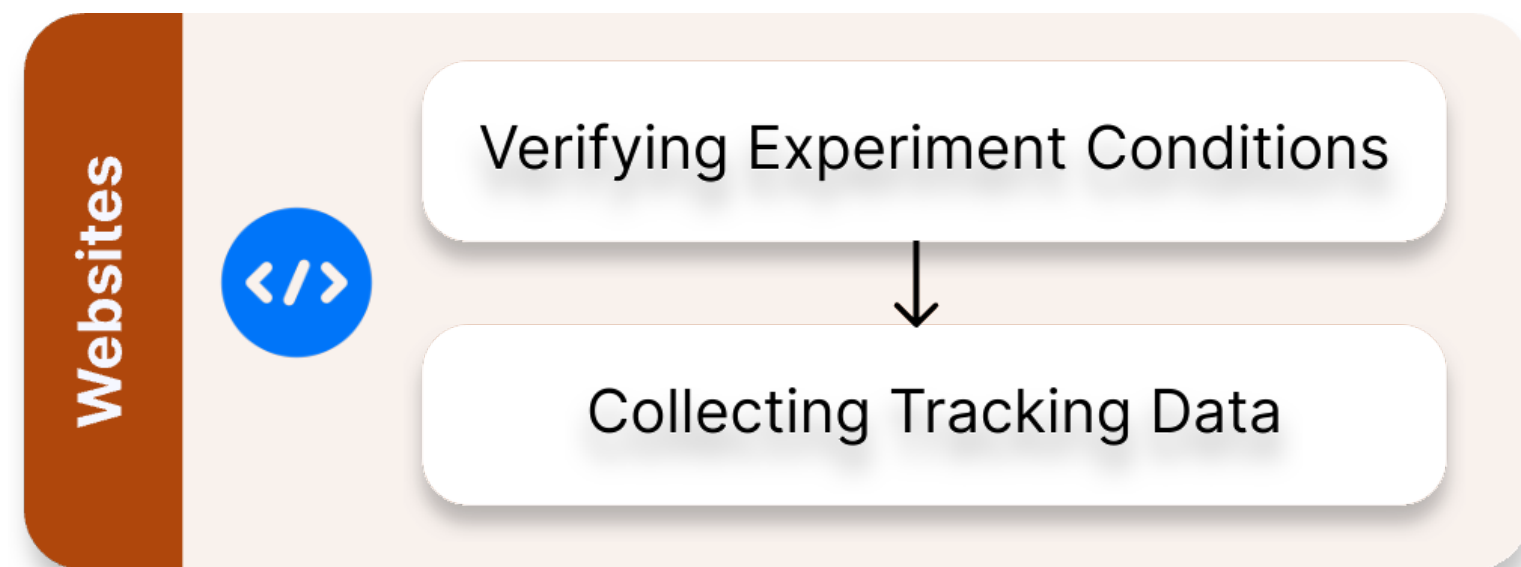 Websites
</>
Verifying Experiment Conditions
Collecting Tracking Data